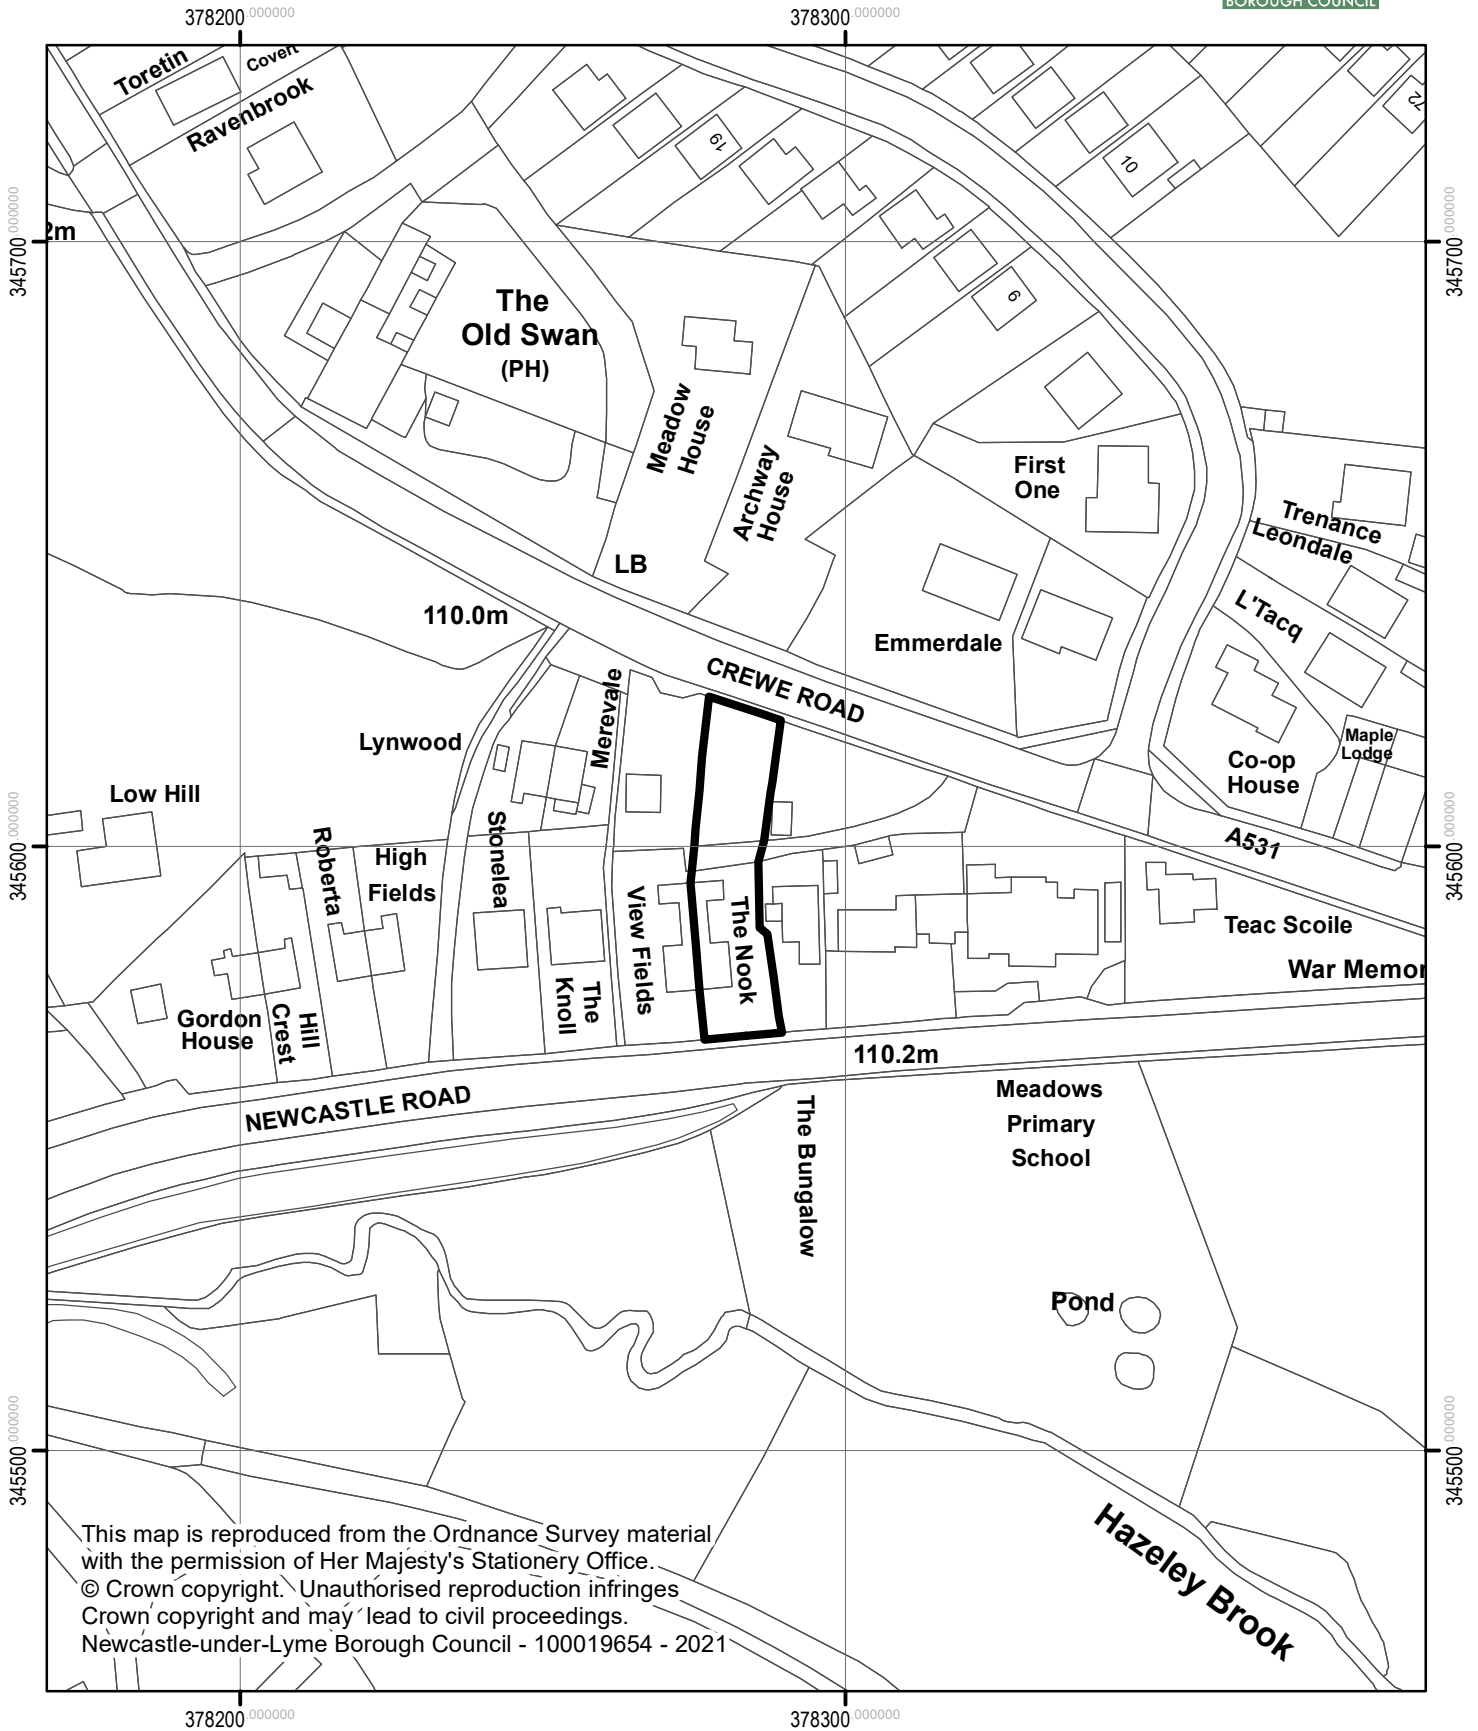 BOROUGH COUNCIL
378200.000000
378300.000000
Toretin
Covert
Ravenbrook
19
10
72
345700.000000
345700.000000
2m
The
Old Swan
(PH)
6
Meadow
House
Archway
House
First
One
Trenance
Leondale
LB
110.0m
L'Tacq
Emmerdale
CREWE ROAD
Merevale
Lynwood
Maple
Lodge
Co-op
House
Low Hill
Stonelea
Roberta
High
Fields
A531
345600.000000
345600.000000
View Fields
The Nook
Teac Scoile
War Memor
The
Knoll
Gordon
House
Hill
Crest
110.2m
NEWCASTLE ROAD
The Bungalow
Meadows
Primary
School
Pond
345500.000000
345500.000000
Hazeley Brook
This map is reproduced from the Ordnance Survey material
with the permission of Her Majesty's Stationery Office.
© Crown copyright. Unauthorised reproduction infringes
Crown copyright and may lead to civil proceedings.
Newcastle-under-Lyme Borough Council - 100019654 - 2021
378200.000000
378300.000000